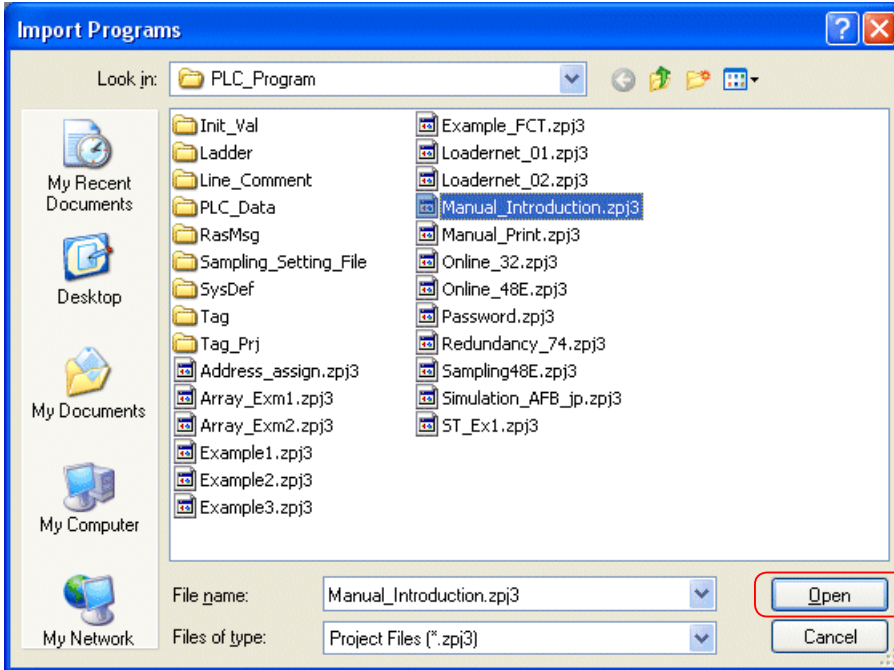 Import Programs
Look in: PLC_Program
My Recent
Documents
Desktop
My Documents
My Computer
My Network
Init_Val
Ladder
Line_Comment
PLC_Data
RasMsg
Sampling_Setting_File
SysDef
Tag
Tag_Prj
Address_assign.zpj3
Array_Exm1.zpj3
Array_Exm2.zpj3
Example1.zpj3
Example2.zpj3
Example3.zpj3
Example_FCT.zpj3
Loadernet_01.zpj3
Loadernet_02.zpj3
Manual_Introduction.zpj3
Manual_Print.zpj3
Online_32.zpj3
Online_48E.zpj3
Password.zpj3
Redundancy_74.zpj3
Sampling48E.zpj3
Simulation_AFB_jp.zpj3
ST_Ex1.zpj3
File name: Manual_Introduction.zpj3 Open
Files of type: Project Files (*.zpj3) Cancel